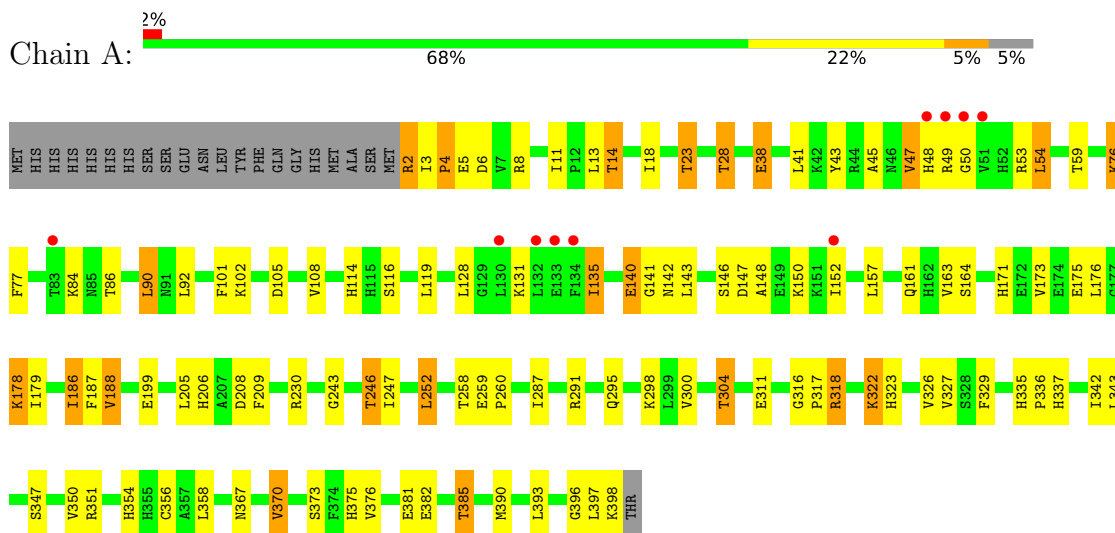 2%
Chain A:
68% 22% 5% 5%
MET HIS HIS HIS HIS HIS HIS SER SER GLU ASN LEU TYR PHE GLN GLY HIS MET ALA SER MET R2 I3 P4 E5 D6 V7 R8 I11 P12 L13 T14 I18 T23 T28 E38 L41 K42 Y43 R44 A45 N46 V47 H48 R49 G50 V51 H52 R53 L54 T59 K76
F77 T83 K84 N85 T86 L90 N91 L92 F101 K102 D105 V108 H114 H115 S116 L119 L128 G129 L130 K131 L132 E133 F134 I135 E140 G141 N142 L143 S146 D147 A148 E149 K150 K151 I152 L157 Q161 H162 V163 S164 H171 E172 V173 E174 E175 L176 G177
K178 I179 I186 F187 V188 E199 L205 H206 A207 D208 F209 R230 G243 T246 I247 L252 T258 E259 P260 I287 R291 Q295 K298 L299 V300 T304 E311 G316 P317 R318 K322 H323 V326 V327 S328 F329 H335 P336 H337 I342 L343
S347 V350 R351 H354 H355 C356 A357 L358 N367 V370 S373 F374 H375 V376 E381 E382 T385 M390 L393 G396 L397 K398 THR